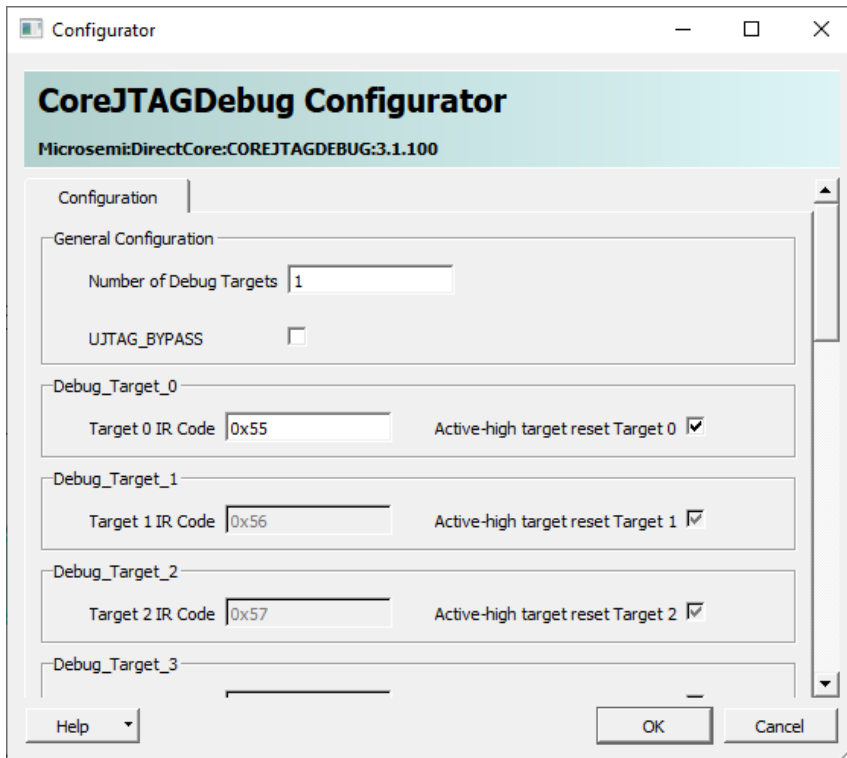 Configurator
CoreJTAGDebug Configurator
Microsemi:DirectCore:COREJTAGDEBUG:3.1.100
Configuration
General Configuration
Number of Debug Targets 1
UJTAG_BYPASS
Debug_Target_0
Target 0 IR Code 0x55 Active-high target reset Target 0
Debug_Target_1
Target 1 IR Code 0x56 Active-high target reset Target 1
Debug_Target_2
Target 2 IR Code 0x57 Active-high target reset Target 2
Debug_Target_3
Help OK Cancel